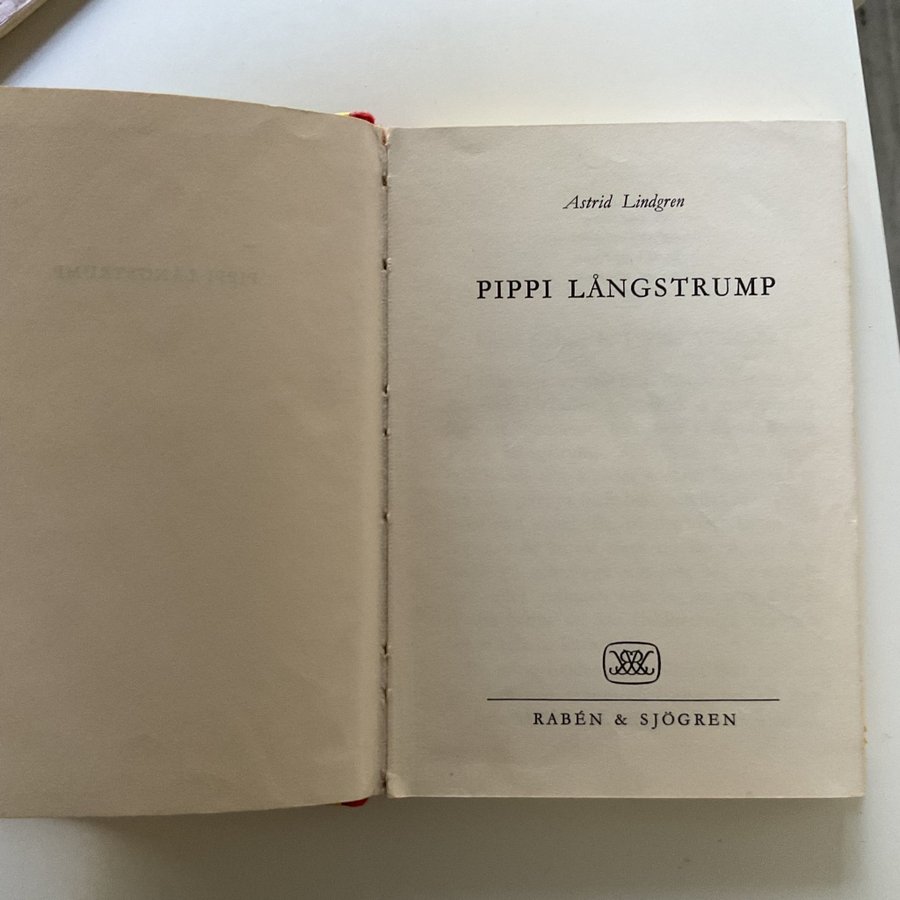 Astrid Lindgren
PIPPI LÅNGSTRUMP
RABÉN & SJÖGREN